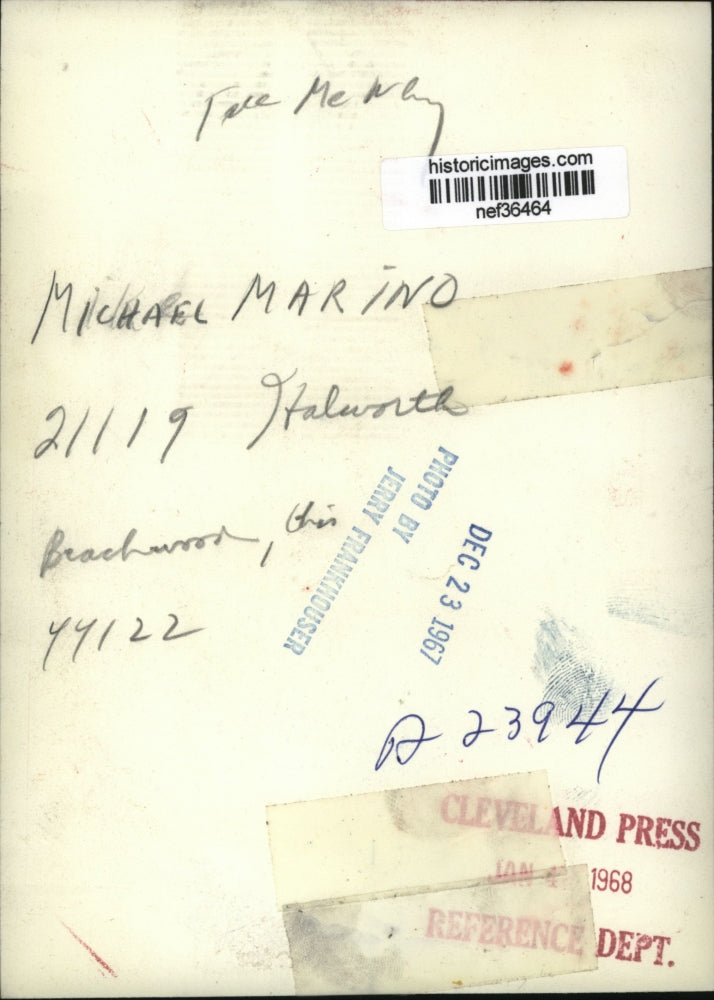 historicimages.com
nef36464
MICHAEL MARINO
21119 Halworth
Beachwood, Ohio
44122
PHOTO BY
JERRY FRANKHOUSER
DEC 23 1967
A 23944
CLEVELAND PRESS
JAN 4 1968
REFERENCE DEPT.